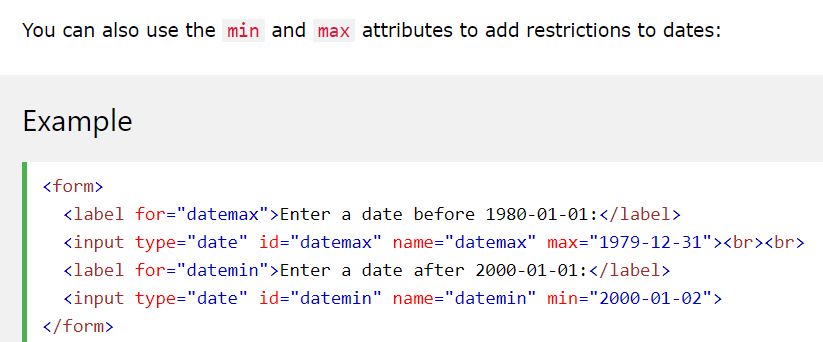 You can also use the min and max attributes to add restrictions to dates:
Example
<form>
  <label for="datemax">Enter a date before 1980-01-01:</label>
  <input type="date" id="datemax" name="datemax" max="1979-12-31"><br><br>
  <label for="datemin">Enter a date after 2000-01-01:</label>
  <input type="date" id="datemin" name="datemin" min="2000-01-02">
</form>